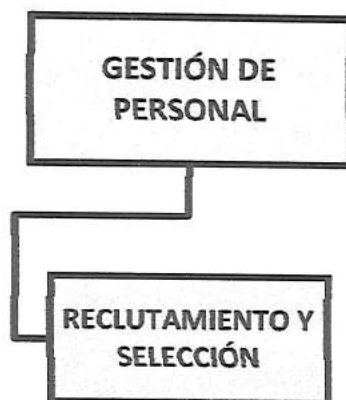 GESTIÓN DE
PERSONAL
RECLUTAMIENTO Y
SELECCIÓN